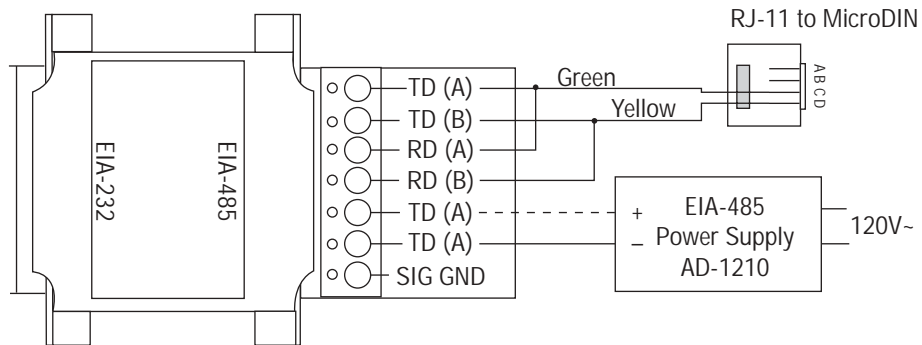 RJ-11 to MicroDIN
A
B
C
D
Green
Yellow
EIA-232
EIA-485
TD (A)
TD (B)
RD (A)
RD (B)
TD (A)
TD (A)
SIG GND
+
−
EIA-485
Power Supply
AD-1210
120V~